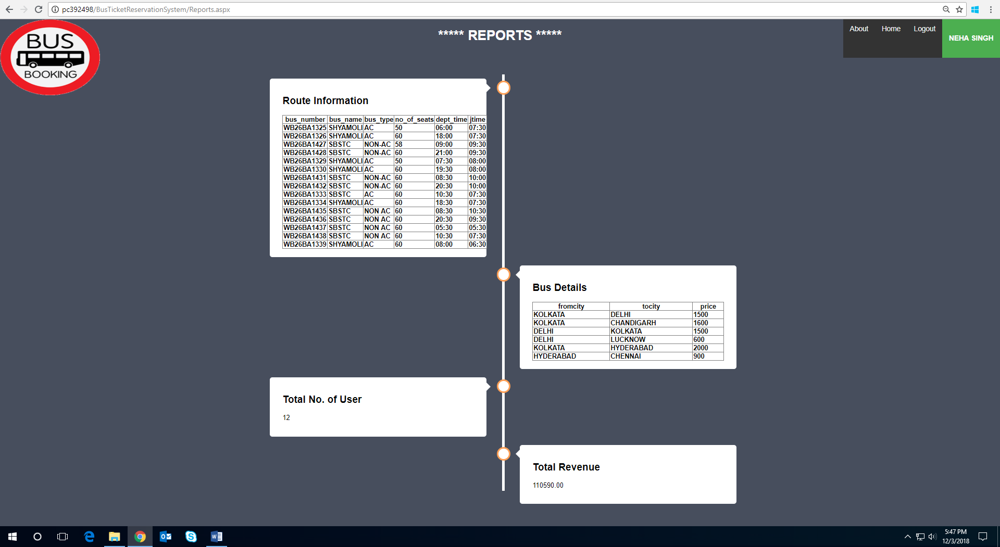 pc392498/BusTicketReservationSystem/Reports.aspx
BUS
BOOKING
***** REPORTS *****
About Home Logout NEHA SINGH
Route Information
bus_number bus_name bus_type no_of_seats dept_time jtime
WB26BA1325 SHYAMOLI AC 50 06:00 07:30
WB26BA1326 SHYAMOLI AC 60 18:00 07:30
WB26BA1427 SBSTC NON-AC 58 09:00 09:30
WB26BA1428 SBSTC NON-AC 60 21:00 09:30
WB26BA1329 SHYAMOLI AC 50 07:30 08:00
WB26BA1330 SHYAMOLI AC 60 19:30 08:00
WB26BA1431 SBSTC NON-AC 60 08:30 10:00
WB26BA1432 SBSTC NON-AC 60 20:30 10:00
WB26BA1333 SBSTC AC 60 10:30 07:30
WB26BA1334 SHYAMOLI AC 60 18:30 07:30
WB26BA1435 SBSTC NON AC 60 08:30 10:30
WB26BA1436 SBSTC NON AC 60 20:30 09:30
WB26BA1437 SBSTC NON AC 60 05:30 05:30
WB26BA1438 SBSTC NON AC 60 10:30 07:30
WB26BA1339 SHYAMOLI AC 60 08:00 06:30
Bus Details
fromcity tocity price
KOLKATA DELHI 1500
KOLKATA CHANDIGARH 1600
DELHI KOLKATA 1500
DELHI LUCKNOW 600
KOLKATA HYDERABAD 2000
HYDERABAD CHENNAI 900
Total No. of User
12
Total Revenue
110590.00
5:47 PM
12/3/2018